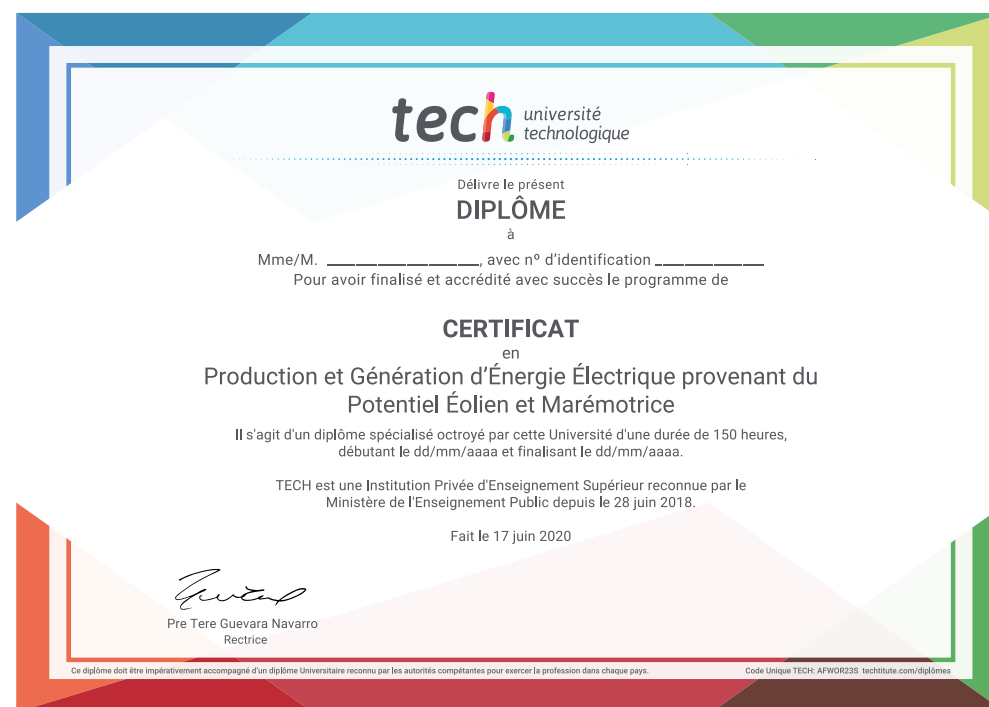 tech université
technologique
Délivre le présent
DIPLÔME
à
Mme/M. ________________, avec nº d'identification ____________
Pour avoir finalisé et accrédité avec succès le programme de
CERTIFICAT
en
Production et Génération d'Énergie Électrique provenant du
Potentiel Éolien et Marémotrice
Il s'agit d'un diplôme spécialisé octroyé par cette Université d'une durée de 150 heures,
débutant le dd/mm/aaaa et finalisant le dd/mm/aaaa.
TECH est une Institution Privée d'Enseignement Supérieur reconnue par le
Ministère de l'Enseignement Public depuis le 28 juin 2018.
Fait le 17 juin 2020
Pre Tere Guevara Navarro
Rectrice
Ce diplôme doit être impérativement accompagné d'un diplôme Universitaire reconnu par les autorités compétantes pour exercer la profession dans chaque pays.
Code Unique TECH: AFWOR23S techtitute.com/diplômes